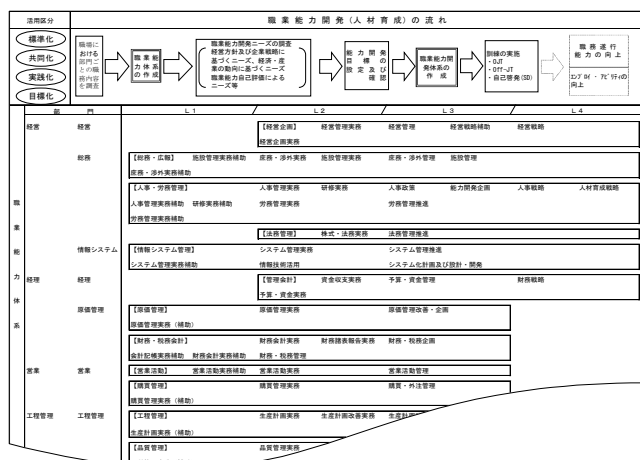 活用区分
職業能力開発(人材育成)の流れ
標準化
共同化
実践化
目標化
職場に
おける
部門ご
との職
務内容
を調査
職業能
力体系
の作成
職業能力開発ニーズの調査
経営方針及び企業戦略に
基づくニーズ、経済・産
業の動向に基づくニーズ
職業能力自己評価による
ニーズ等
能力開発
目標の
設定及び
確認
職業能力開
発体系の
作成
訓練の実施
・OJT
・Off-JT
・自己啓発(SD)
職務遂行
能力の向上
エンプロイ・アビリティの
向上
部 門 L1 L2 L3 L4
職業能力体系
経営 経営 【経営企画】 経営管理実務 経営管理 経営戦略補助 経営戦略
経営企画実務
総務 【総務・広報】 施設管理実務補助 庶務・渉外実務 施設管理実務 庶務・渉外管理 施設管理
庶務・渉外実務補助
【人事・労務管理】 人事管理実務 研修実務 人事政策 能力開発企画 人事戦略 人材育成戦略
人事管理実務補助 研修実務補助 労務管理実務 労務管理推進
労務管理実務補助
【法務管理】 株式・法務実務 法務管理推進
情報システム 【情報システム管理】 システム管理実務 システム管理推進
システム管理実務補助 情報技術活用 システム化計画及び設計・開発
経理 経理 【管理会計】 資金収支実務 予算・資金管理 財務戦略
予算・資金実務
原価管理 【原価管理】 原価管理実務 原価管理改善・企画
原価管理実務(補助)
【財務・税務会計】 財務会計実務 財務諸表報告実務 財務・税務企画
会計記帳実務補助 財務会計実務補助 財務・税務管理
営業 営業 【営業活動】 営業活動実務補助 営業活動実務 営業活動管理
【購買管理】 購買管理実務 購買・外注管理
購買管理実務(補助)
工程管理 工程管理 【工程管理】 生産計画実務 生産計画改善実務 生産計
生産計画実務(補助)
【品質管理】 品質管理実務